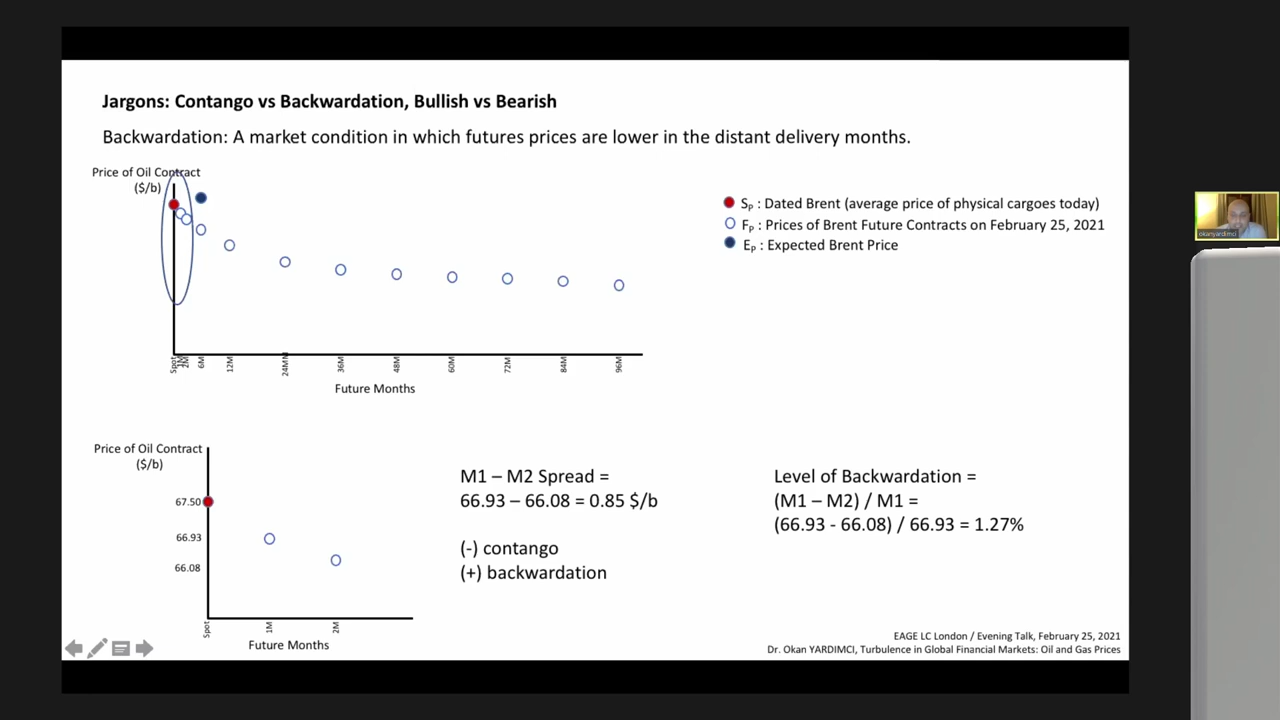 Jargons: Contango vs Backwardation, Bullish vs Bearish
Backwardation: A market condition in which futures prices are lower in the distant delivery months.
Price of Oil Contract
($/b)
Sₚ : Dated Brent (average price of physical cargoes today)
Fₚ : Prices of Brent Future Contracts on February 25, 2021
Eₚ : Expected Brent Price
Spot
1M
2M
6M
12M
24MM
36M
48M
60M
72M
84M
96M
Future Months
Price of Oil Contract
($/b)
67.50
66.93
66.08
Spot
1M
2M
Future Months
M1 – M2 Spread =
66.93 – 66.08 = 0.85 $/b
(-) contango
(+) backwardation
Level of Backwardation =
(M1 – M2) / M1 =
(66.93 - 66.08) / 66.93 = 1.27%
EAGE LC London / Evening Talk, February 25, 2021
Dr. Okan YARDIMCI, Turbulence in Global Financial Markets: Oil and Gas Prices
okanyardimci